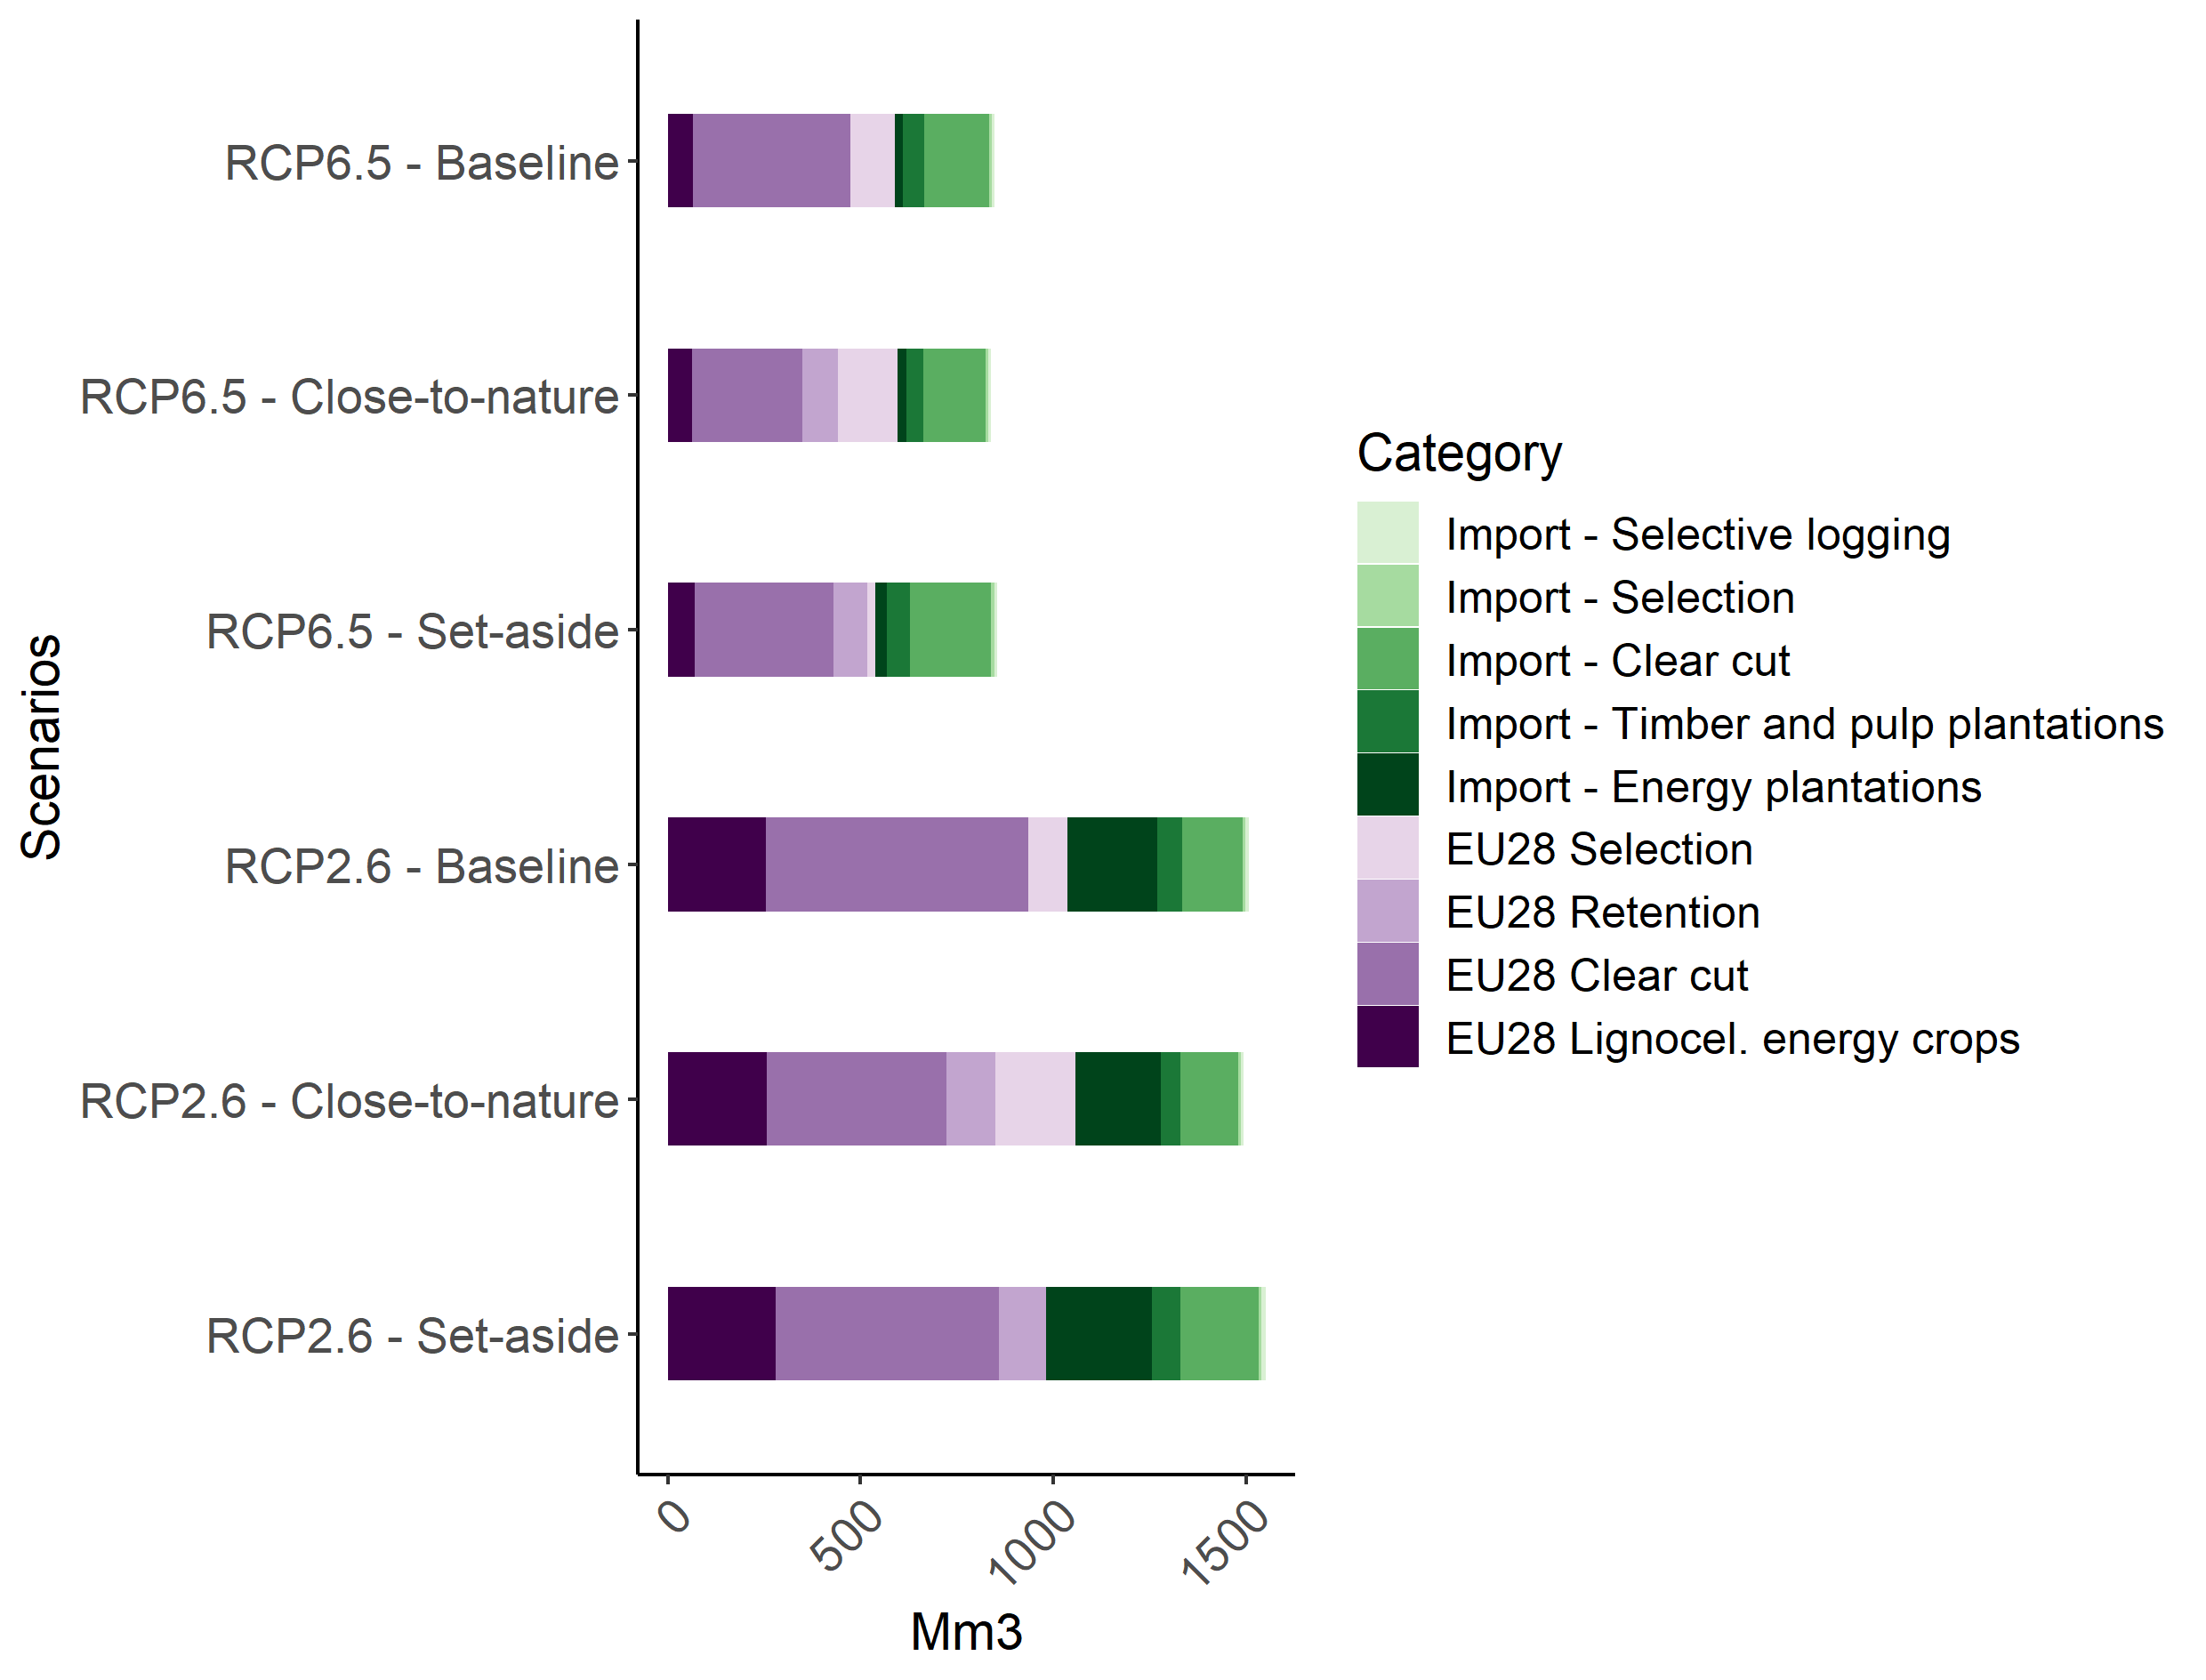 Scenarios
RCP6.5 - Baseline
RCP6.5 - Close-to-nature
RCP6.5 - Set-aside
RCP2.6 - Baseline
RCP2.6 - Close-to-nature
RCP2.6 - Set-aside
0
500
1000
1500
Mm3
Category
Import - Selective logging
Import - Selection
Import - Clear cut
Import - Timber and pulp plantations
Import - Energy plantations
EU28 Selection
EU28 Retention
EU28 Clear cut
EU28 Lignocel. energy crops